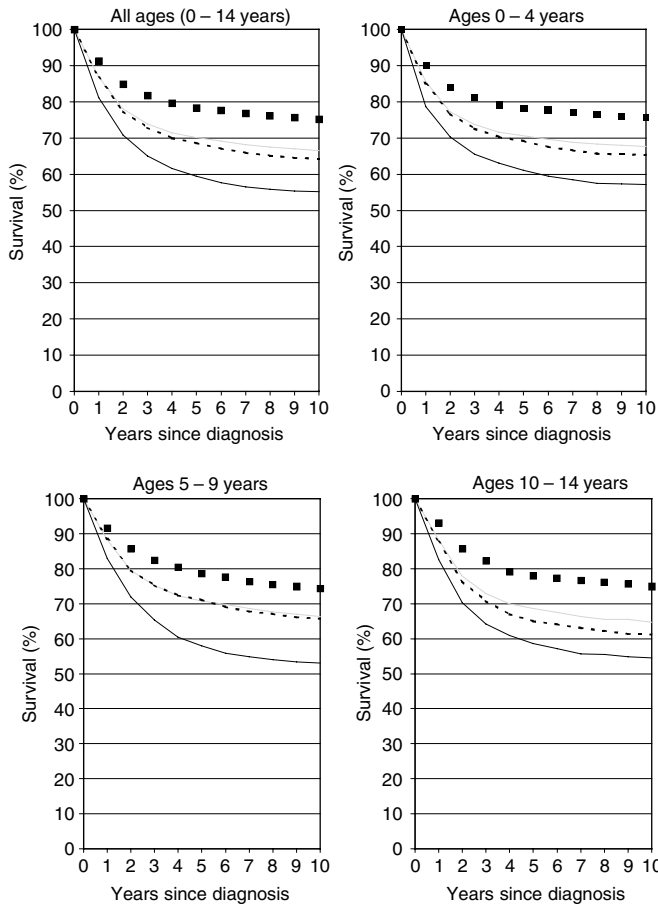 All ages (0 – 14 years)
Survival (%)
100
90
80
70
60
50
40
30
20
10
0
0 1 2 3 4 5 6 7 8 9 10
Years since diagnosis
Ages 0 – 4 years
Survival (%)
100
90
80
70
60
50
40
30
20
10
0
0 1 2 3 4 5 6 7 8 9 10
Years since diagnosis
Ages 5 – 9 years
Survival (%)
100
90
80
70
60
50
40
30
20
10
0
0 1 2 3 4 5 6 7 8 9 10
Years since diagnosis
Ages 10 – 14 years
Survival (%)
100
90
80
70
60
50
40
30
20
10
0
0 1 2 3 4 5 6 7 8 9 10
Years since diagnosis